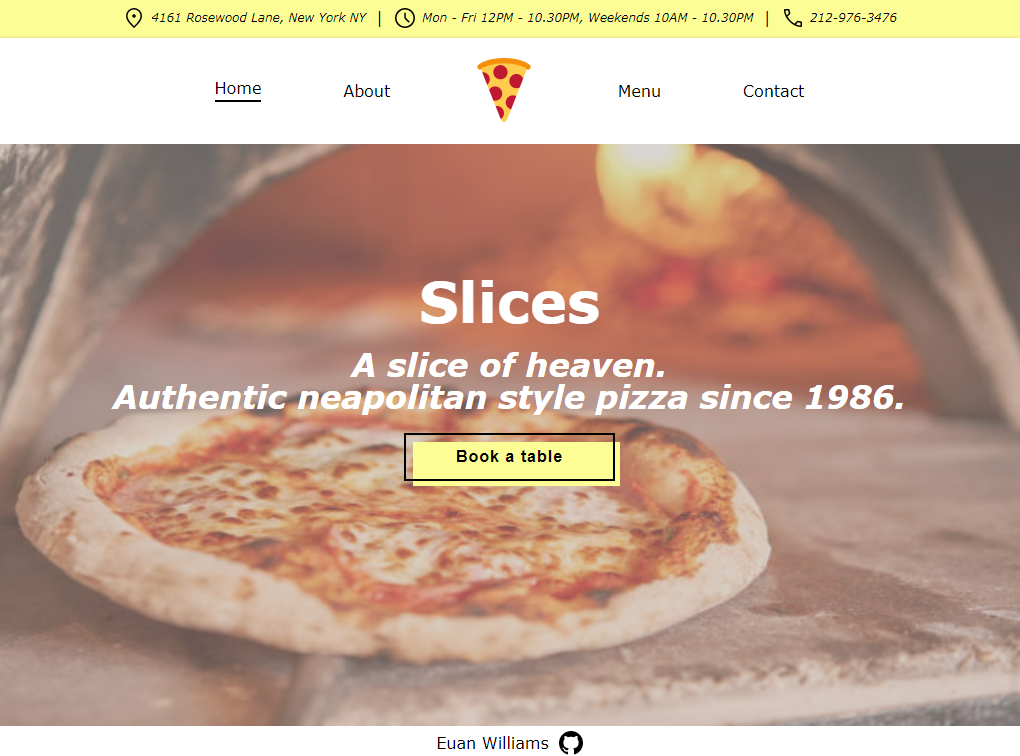 4161 Rosewood Lane, New York NY | Mon - Fri 12PM - 10.30PM, Weekends 10AM - 10.30PM | 212-976-3476
Home About Menu Contact
Slices
A slice of heaven.
Authentic neapolitan style pizza since 1986.
Book a table
Euan Williams